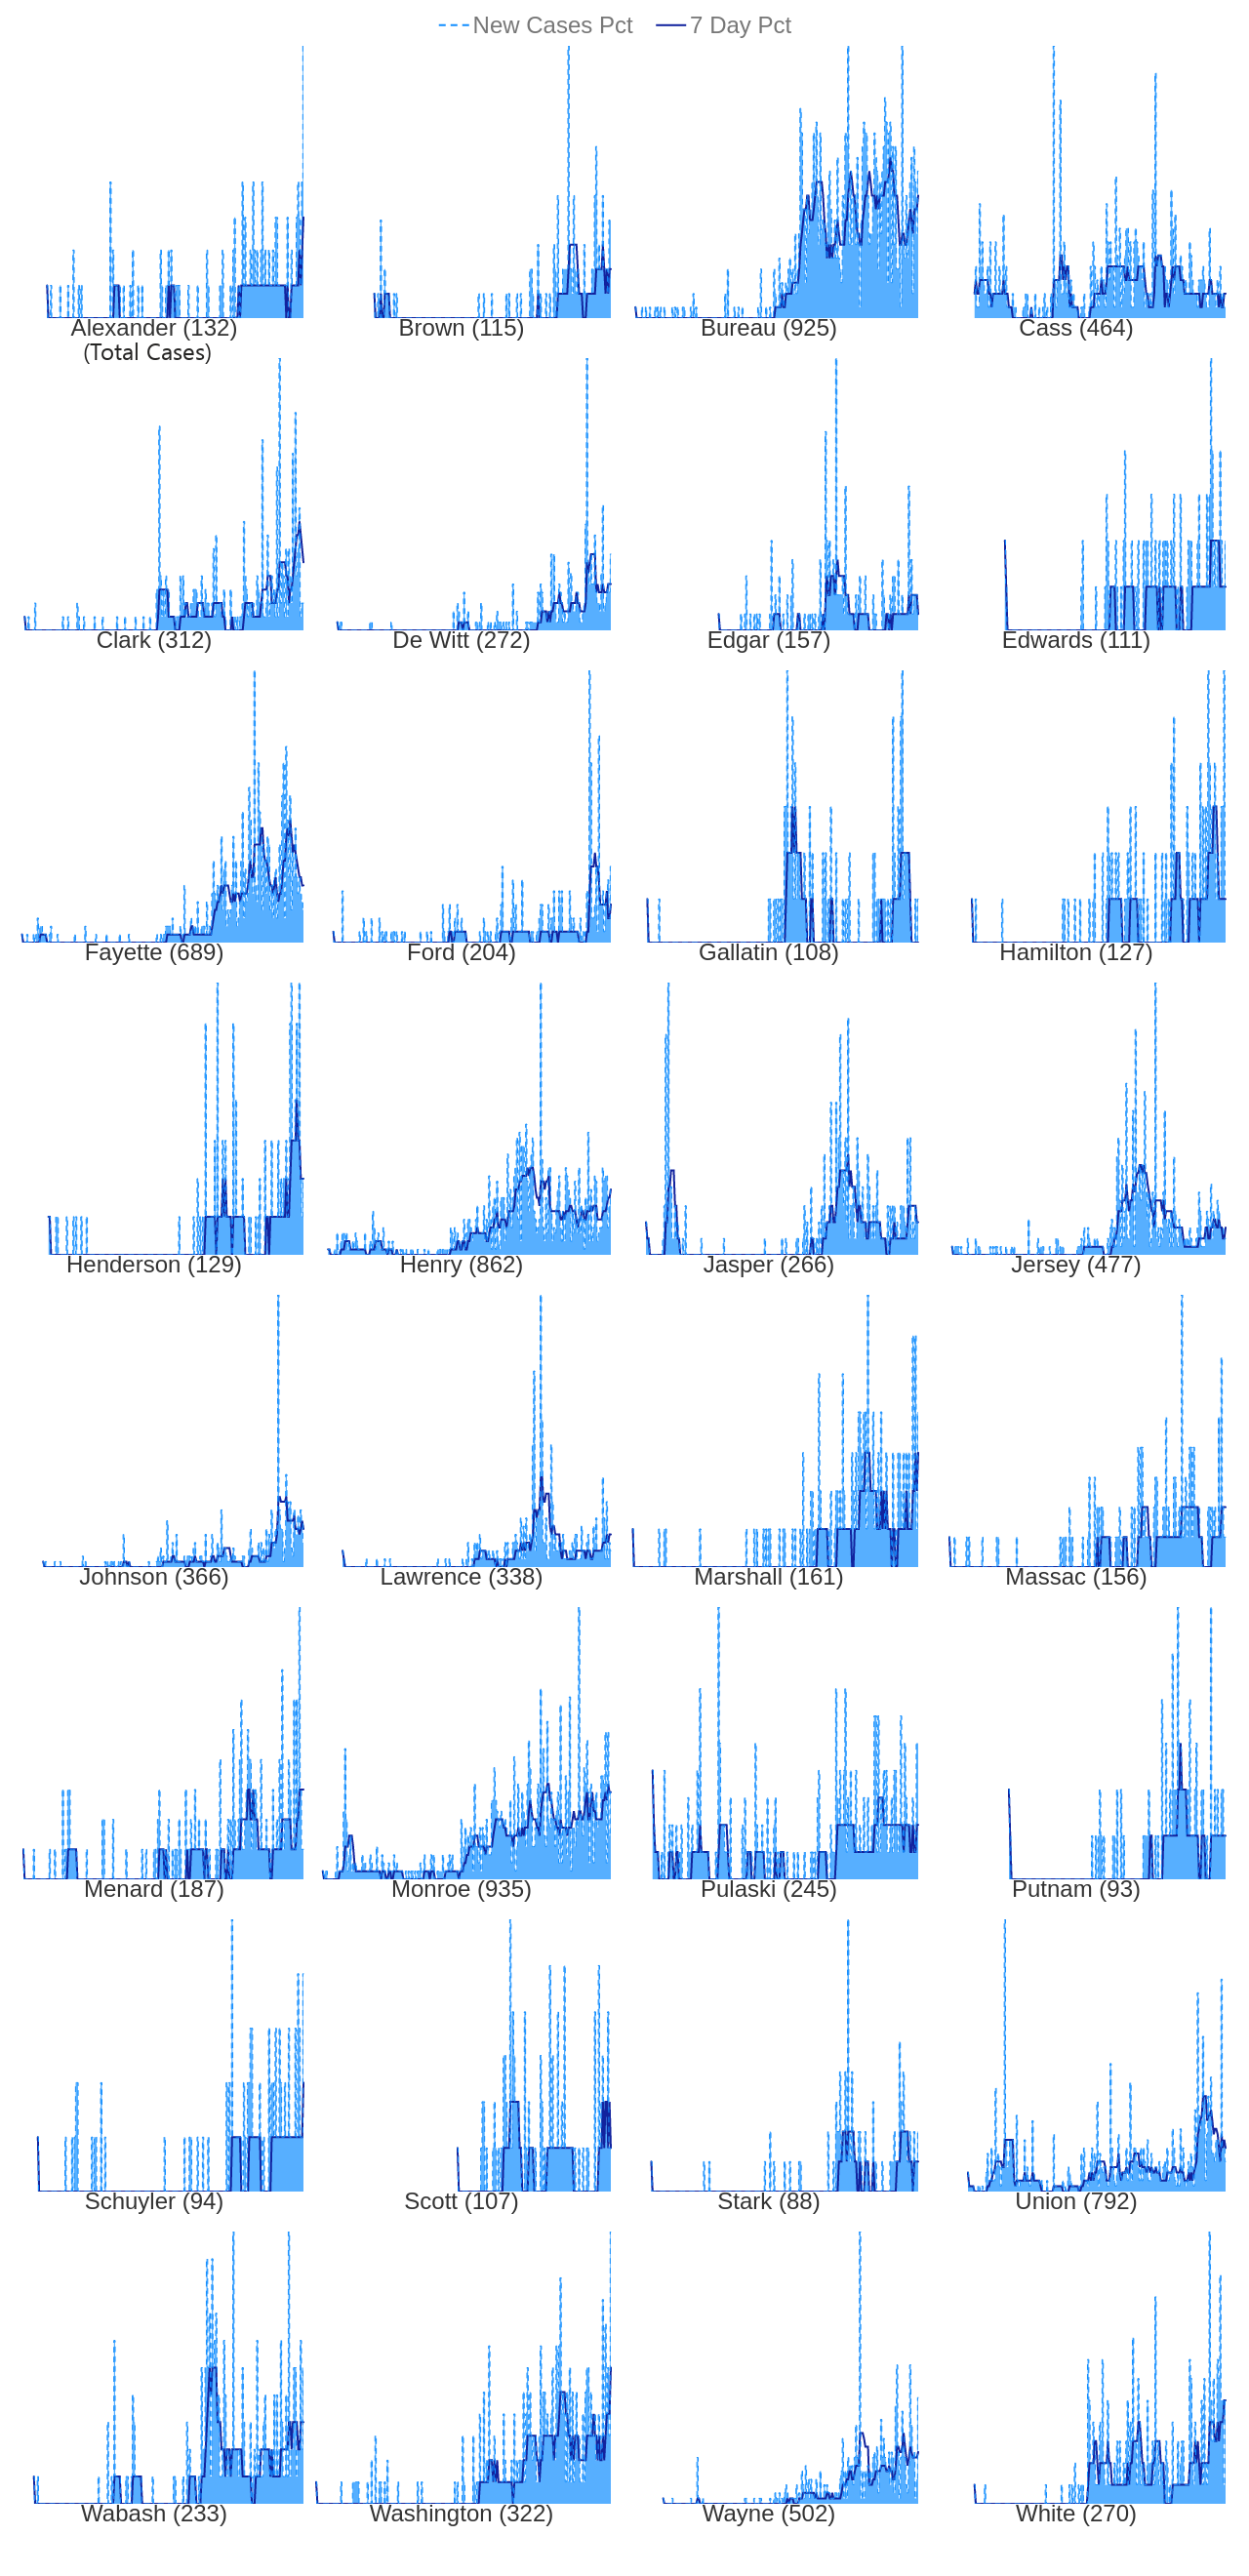 New Cases Pct 7 Day Pct
Alexander (132) Brown (115) Bureau (925) Cass (464)
(Total Cases)
Clark (312) De Witt (272) Edgar (157) Edwards (111)
Fayette (689) Ford (204) Gallatin (108) Hamilton (127)
Henderson (129) Henry (862) Jasper (266) Jersey (477)
Johnson (366) Lawrence (338) Marshall (161) Massac (156)
Menard (187) Monroe (935) Pulaski (245) Putnam (93)
Schuyler (94) Scott (107) Stark (88) Union (792)
Wabash (233) Washington (322) Wayne (502) White (270)